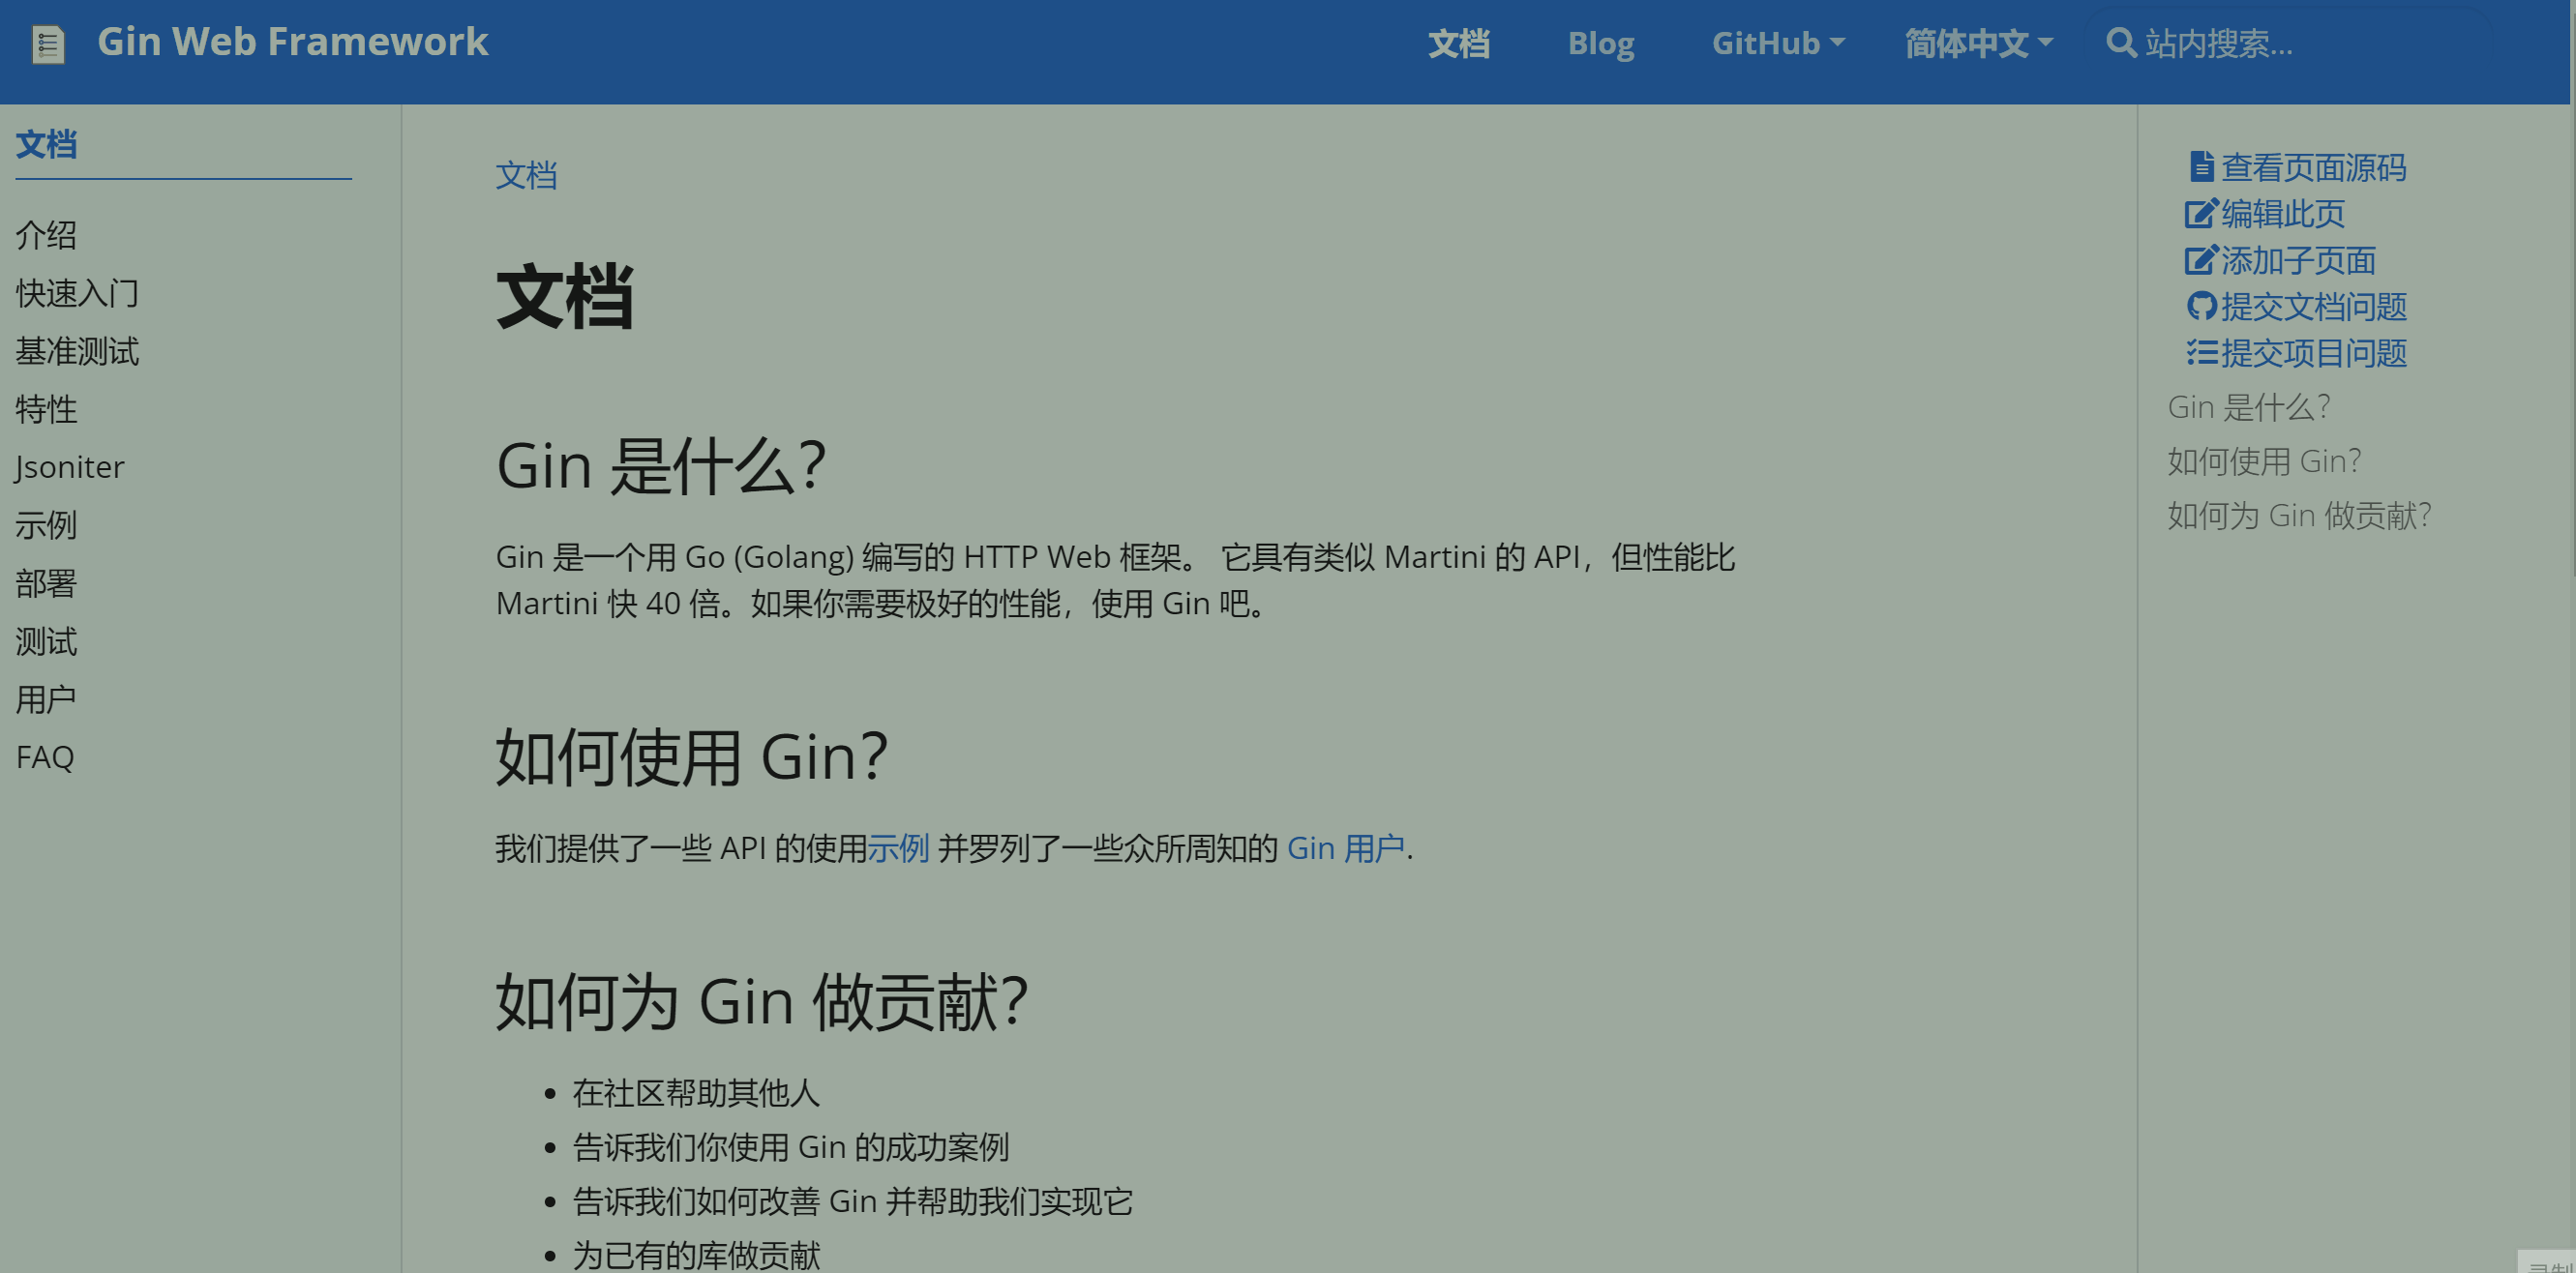 Gin Web Framework
文档
Blog
GitHub
简体中文
站内搜索...
文档
介绍
快速入门
基准测试
特性
Jsoniter
示例
部署
测试
用户
FAQ
文档
文档
Gin 是什么？
Gin 是一个用 Go (Golang) 编写的 HTTP Web 框架。 它具有类似 Martini 的 API，但性能比
Martini 快 40 倍。如果你需要极好的性能，使用 Gin 吧。
如何使用 Gin？
我们提供了一些 API 的使用示例 并罗列了一些众所周知的 Gin 用户.
如何为 Gin 做贡献？
在社区帮助其他人
告诉我们你使用 Gin 的成功案例
告诉我们如何改善 Gin 并帮助我们实现它
为已有的库做贡献
查看页面源码
编辑此页
添加子页面
提交文档问题
提交项目问题
Gin 是什么？
如何使用 Gin？
如何为 Gin 做贡献？